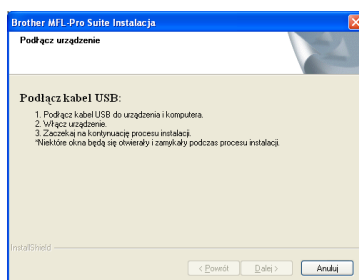 Brother MFL-Pro Suite Instalacja
Podłącz urządzenie
Podłącz kabel USB:
1. Podłącz kabel USB do urządzenia i komputera.
2. Włącz urządzenie.
3. Zaczekaj na kontynuację procesu instalacji.
*Niektóre okna będą się otwierały i zamykały podczas procesu instalacji.
InstallShield
< Powrót Dalej > Anuluj